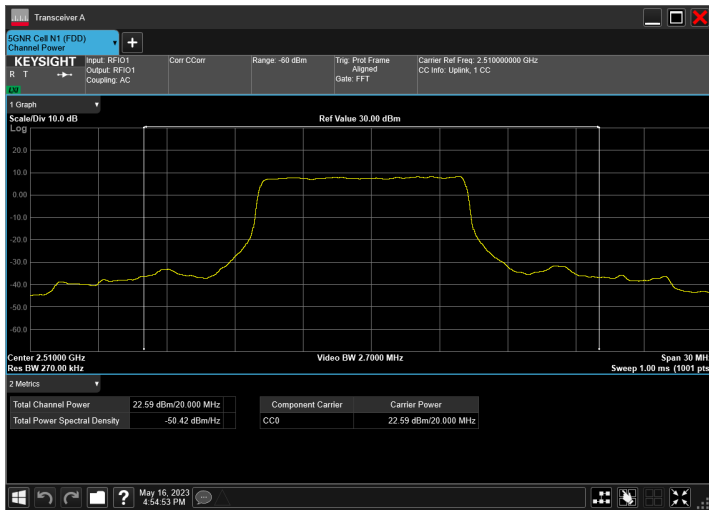 Transceiver A
5GNR Cell N1 (FDD)
Channel Power
KEYSIGHT
R T
LXI
Input: RFIO1
Output: RFIO1
Coupling: AC
Corr CCorr
Range: -60 dBm
Trig: Prot Frame
Aligned
Gate: FFT
Carrier Ref Freq: 2.510000000 GHz
CC Info: Uplink, 1 CC
1 Graph
Scale/Div 10.0 dB
Ref Value 30.00 dBm
Log
20.0
10.0
0.00
-10.0
-20.0
-30.0
-40.0
-50.0
-60.0
Center 2.51000 GHz
Video BW 2.7000 MHz
Span 30 MH
Res BW 270.00 kHz
Sweep 1.00 ms (1001 pts
2 Metrics
Total Channel Power 22.59 dBm/20.000 MHz
Total Power Spectral Density -50.42 dBm/Hz
Component Carrier Carrier Power
CC0 22.59 dBm/20.000 MHz
?
May 16, 2023
4:54:53 PM